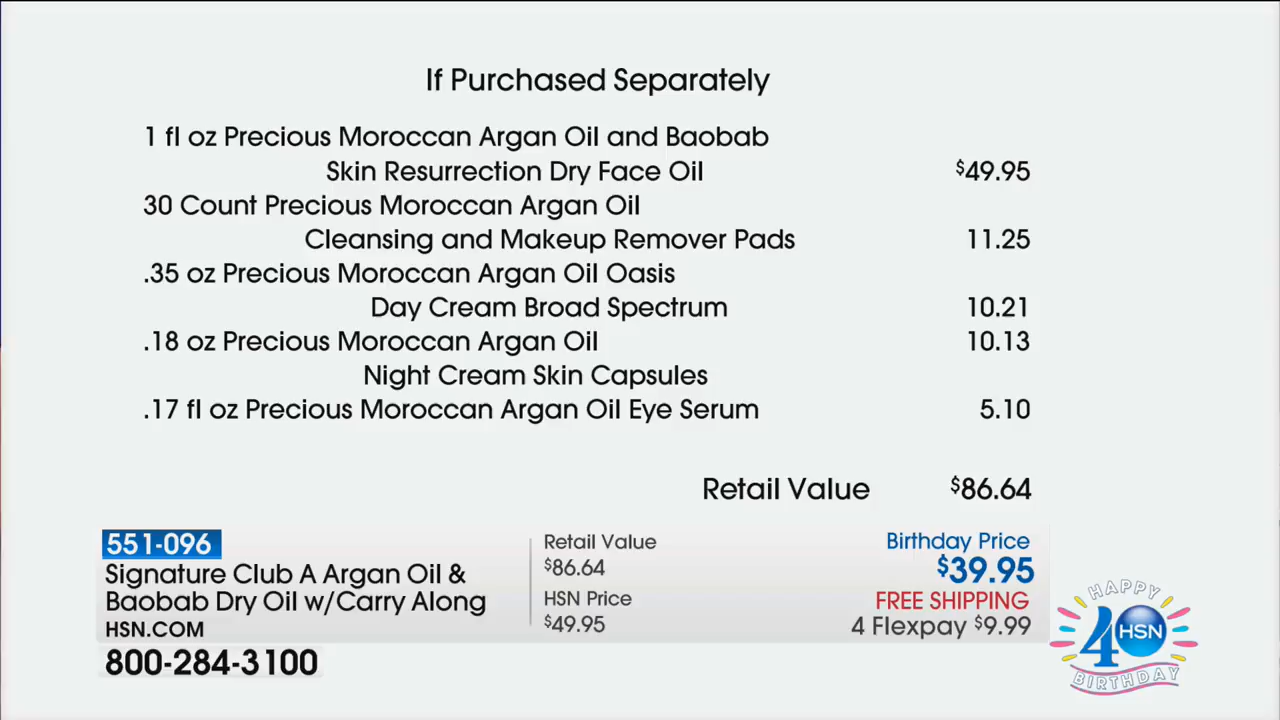 If Purchased Separately
1 fl oz Precious Moroccan Argan Oil and Baobab
Skin Resurrection Dry Face Oil $49.95
30 Count Precious Moroccan Argan Oil
Cleansing and Makeup Remover Pads 11.25
.35 oz Precious Moroccan Argan Oil Oasis
Day Cream Broad Spectrum 10.21
.18 oz Precious Moroccan Argan Oil 10.13
Night Cream Skin Capsules
.17 fl oz Precious Moroccan Argan Oil Eye Serum 5.10
Retail Value $86.64
551-096
Signature Club A Argan Oil &
Baobab Dry Oil w/Carry Along
HSN.COM
800-284-3100
Retail Value
$86.64
HSN Price
$49.95
Birthday Price
$39.95
FREE SHIPPING
4 Flexpay $9.99
HAPPY
40 HSN
BIRTHDAY